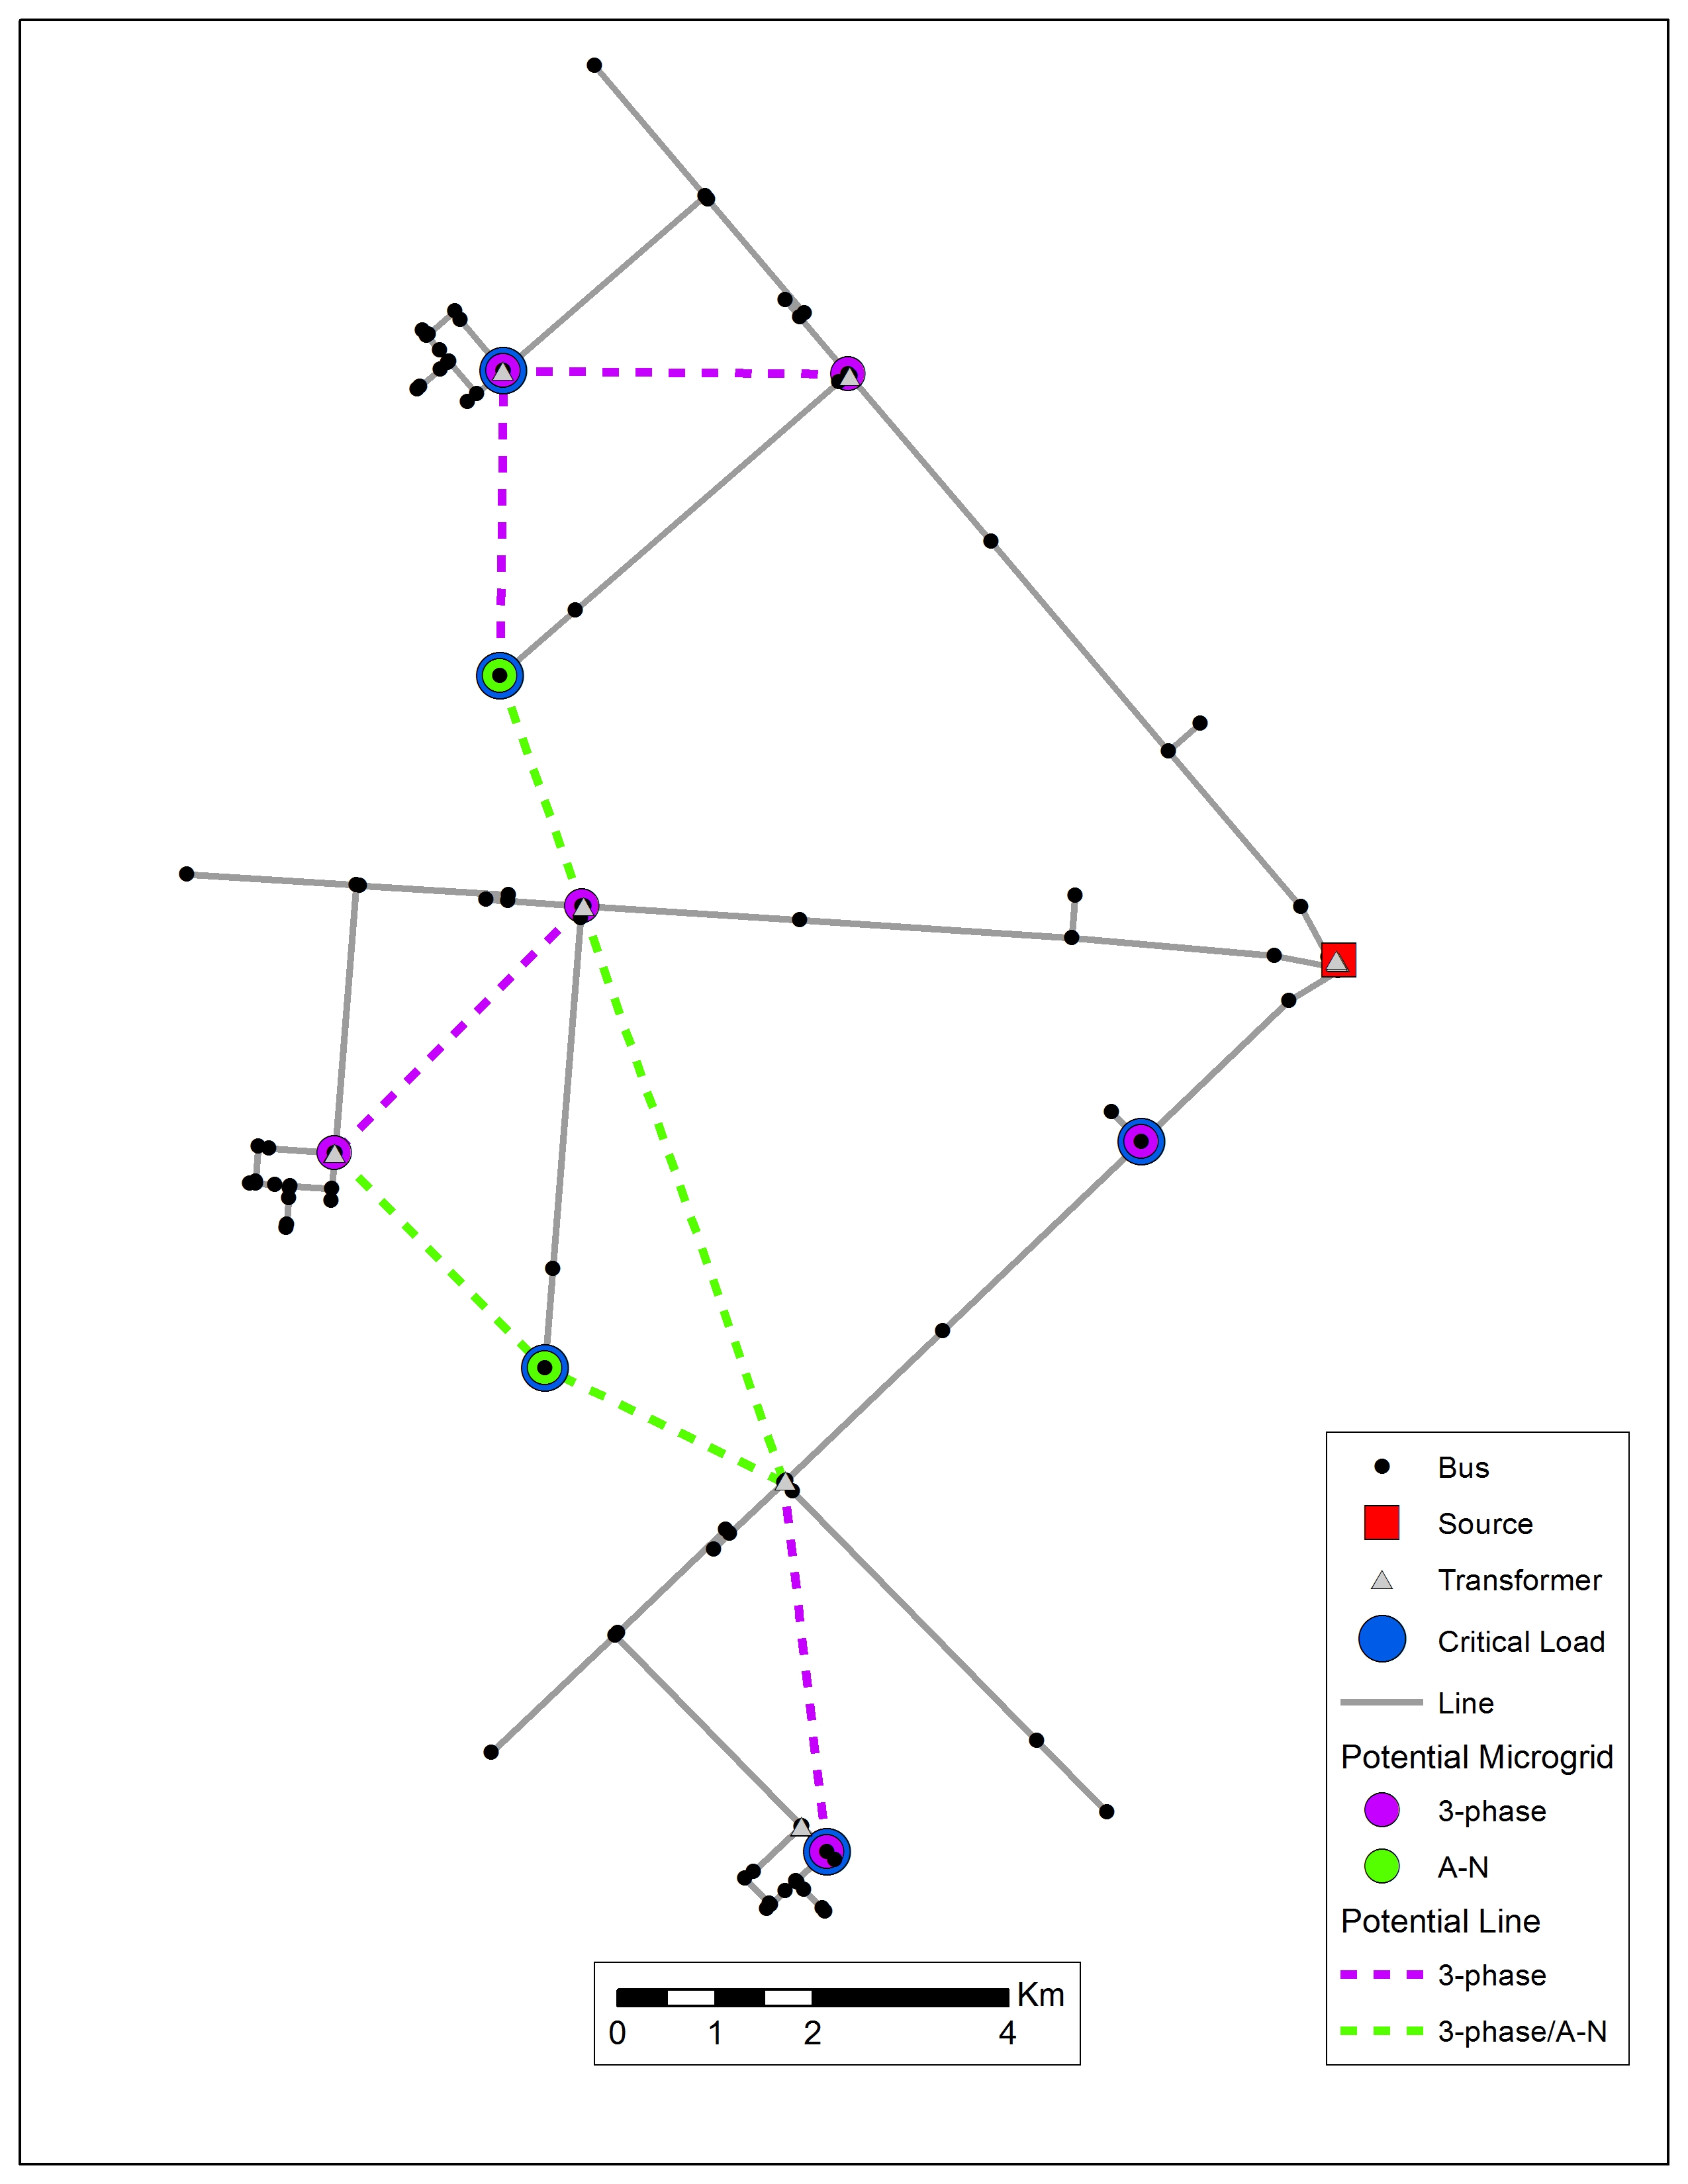 Bus
Source
Transformer
Critical Load
Line
Potential Microgrid
3-phase
A-N
Potential Line
3-phase
3-phase/A-N
Km
0 1 2 4